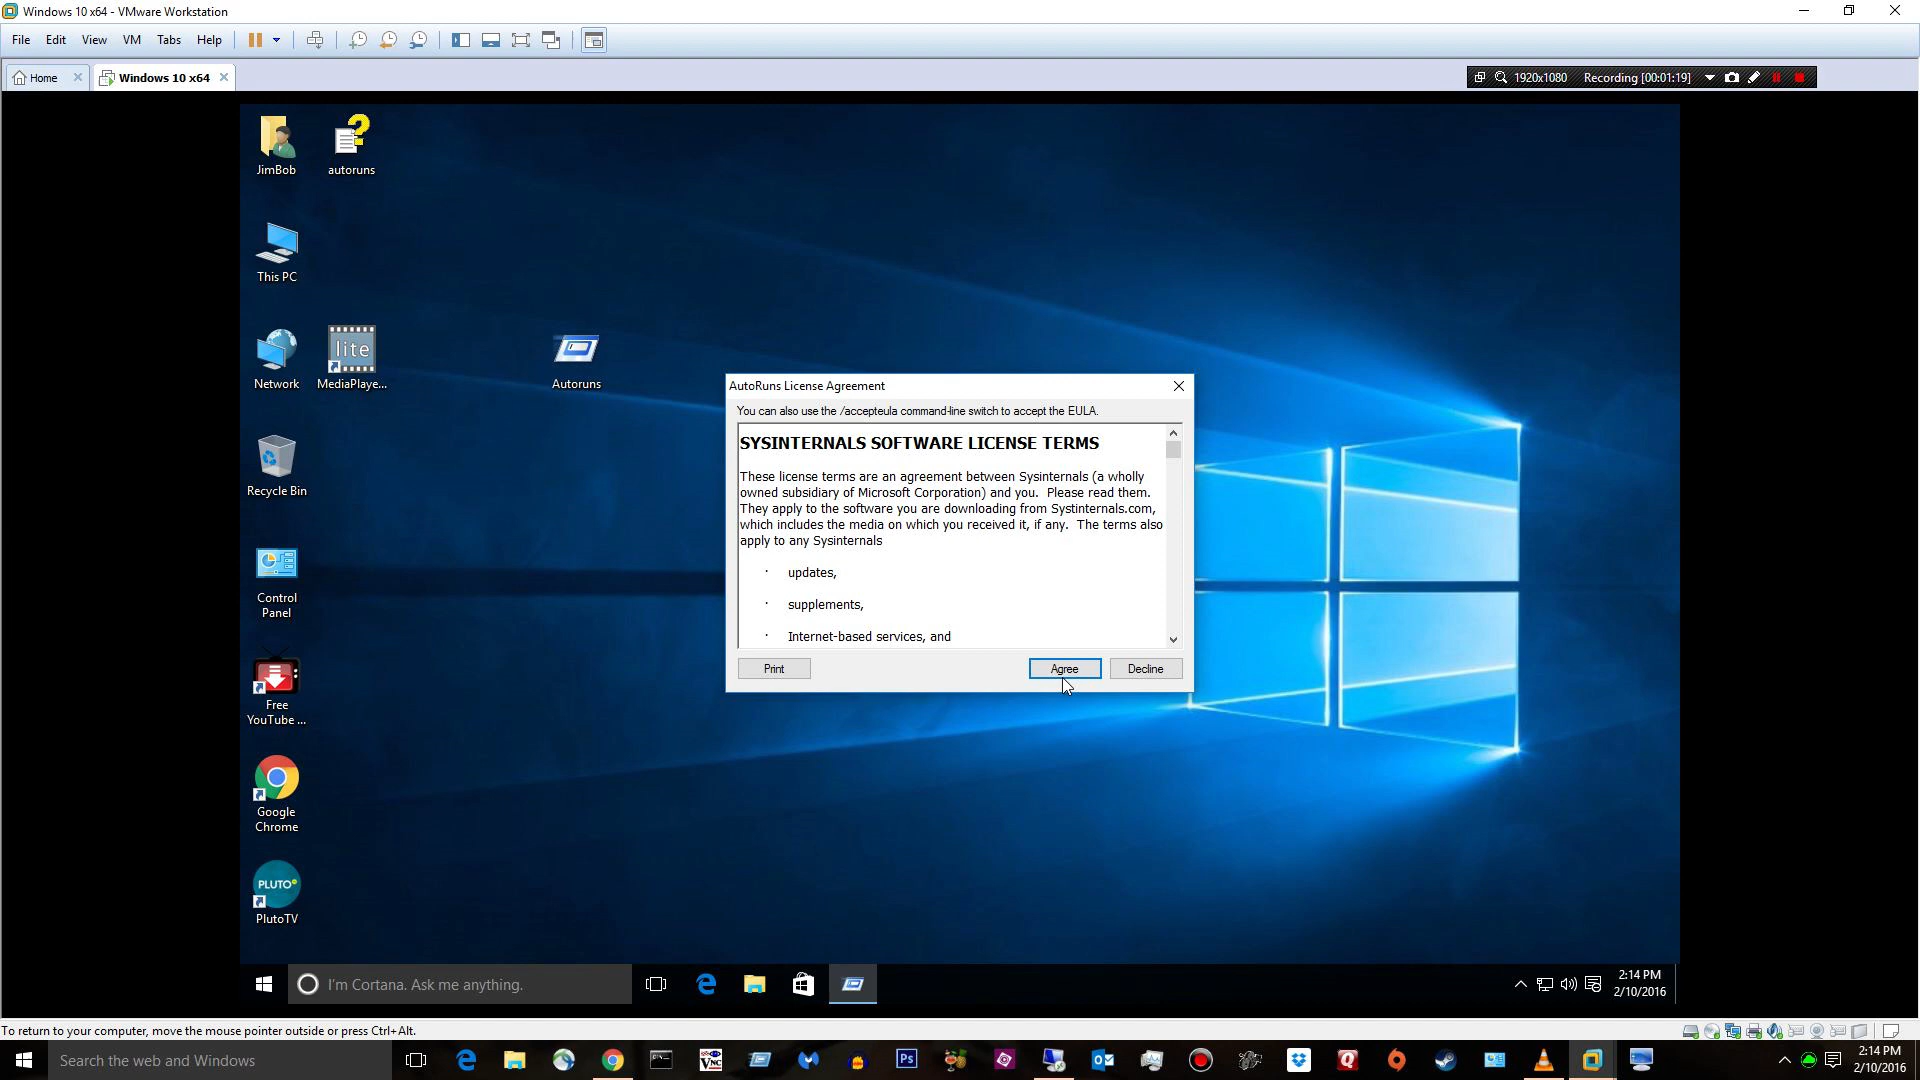 Windows 10 x64 - VMware Workstation
File Edit View VM Tabs Help
Home
Windows 10 x64
1920x1080 Recording [00:01:19]
JimBob
autoruns
This PC
Network
lite
MediaPlaye...
Autoruns
Recycle Bin
Control
Panel
Free
YouTube ...
Google
Chrome
PLUTO
PlutoTV
AutoRuns License Agreement
You can also use the /accepteula command-line switch to accept the EULA.
SYSINTERNALS SOFTWARE LICENSE TERMS
These license terms are an agreement between Sysinternals (a wholly
owned subsidiary of Microsoft Corporation) and you. Please read them.
They apply to the software you are downloading from Systinternals.com,
which includes the media on which you received it, if any. The terms also
apply to any Sysinternals
· updates,
· supplements,
· Internet-based services, and
Print Agree Decline
I'm Cortana. Ask me anything.
2:14 PM
2/10/2016
To return to your computer, move the mouse pointer outside or press Ctrl+Alt.
Search the web and Windows
VNC
Ps
2:14 PM
2/10/2016